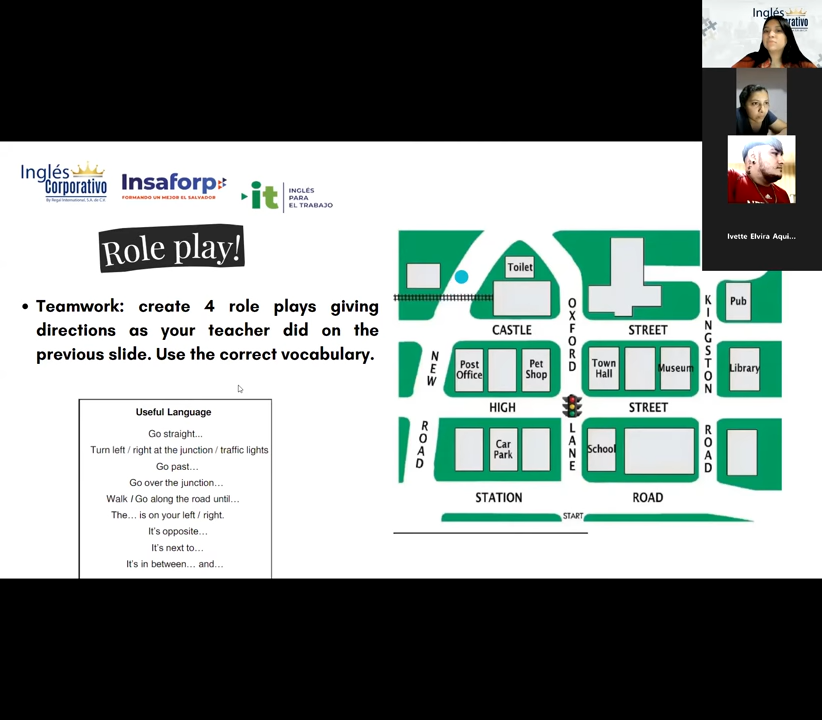 Inglés
Corporativo
By Regal International, S.A. de C.V.
Insaforp
FORMANDO UN MEJOR EL SALVADOR
it
INGLÉS
PARA
EL TRABAJO
Role play!
• Teamwork: create 4 role plays giving
directions as your teacher did on the
previous slide. Use the correct vocabulary.
Useful Language
Go straight...
Turn left / right at the junction / traffic lights
Go past...
Go over the junction...
Walk / Go along the road until...
The... is on your left / right.
It's opposite...
It's next to...
It's in between... and...
Toilet
Pub
CASTLE
STREET
OXFORD
LANE
KINGSTON
ROAD
NEW
ROAD
Post
Office
Pet
Shop
Town
Hall
Museum
Library
HIGH
STREET
Car
Park
School
STATION
ROAD
START
Inglés
Ivette Elvira Aqui...